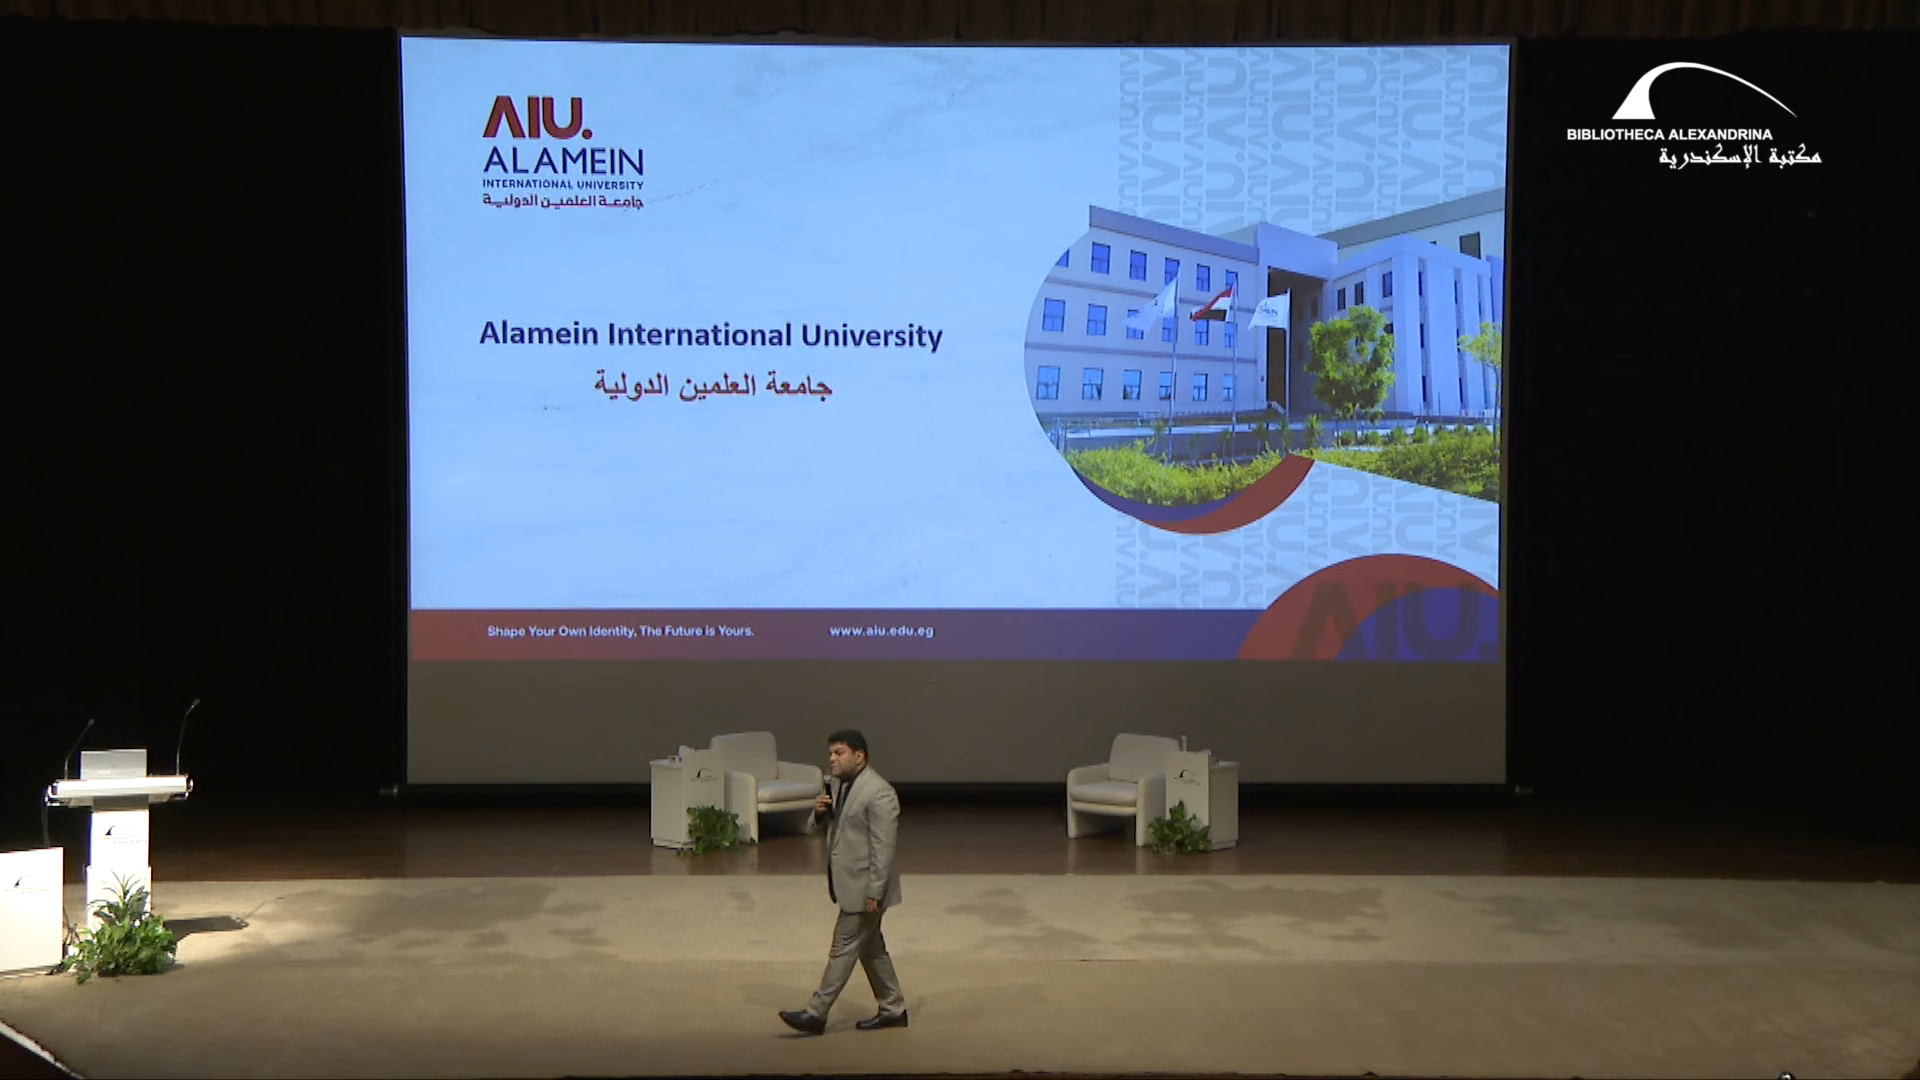 AIU.
ALAMEIN
INTERNATIONAL UNIVERSITY
جامعة العلمين الدولية
Alamein International University
جامعة العلمين الدولية
Shape Your Own Identity, The Future is Yours.
www.aiu.edu.eg
AIU.
BIBLIOTHECA ALEXANDRINA
مكتبة الإسكندرية